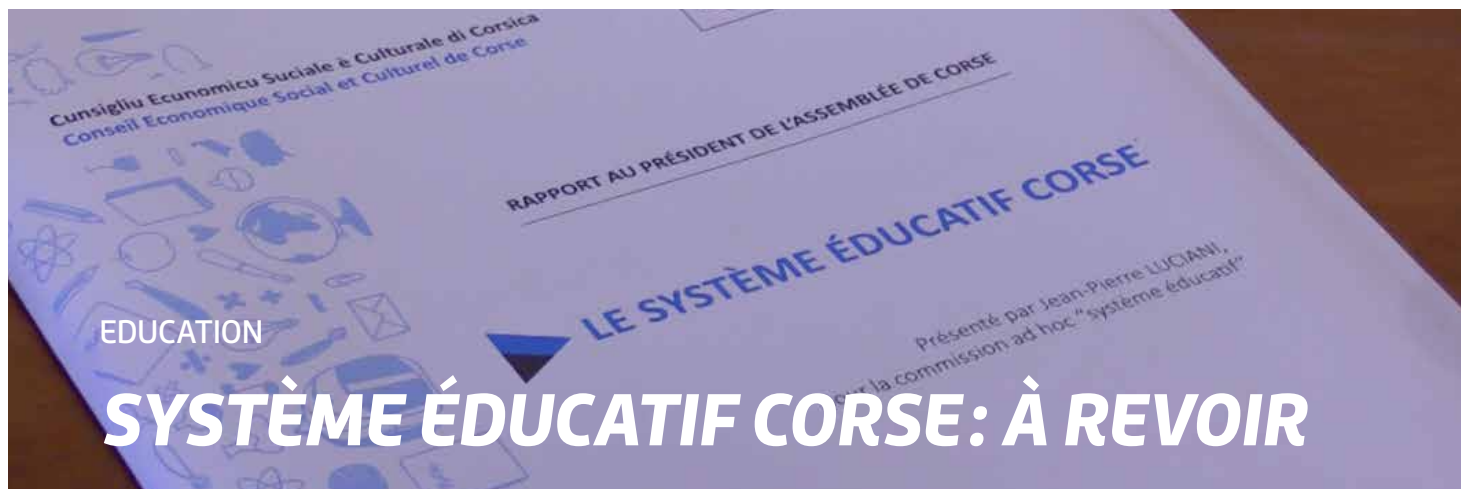 Cunsigliu Ecunomicu Suciale è Culturale di Corsica
Conseil Economique Social et Culturel de Corse
RAPPORT AU PRÉSIDENT DE L'ASSEMBLÉE DE CORSE
LE SYSTÈME ÉDUCATIF CORSE
Présenté par Jean-Pierre LUCIANI,
la commission ad hoc "système éducatif"
EDUCATION
SYSTÈME ÉDUCATIF CORSE : À REVOIR